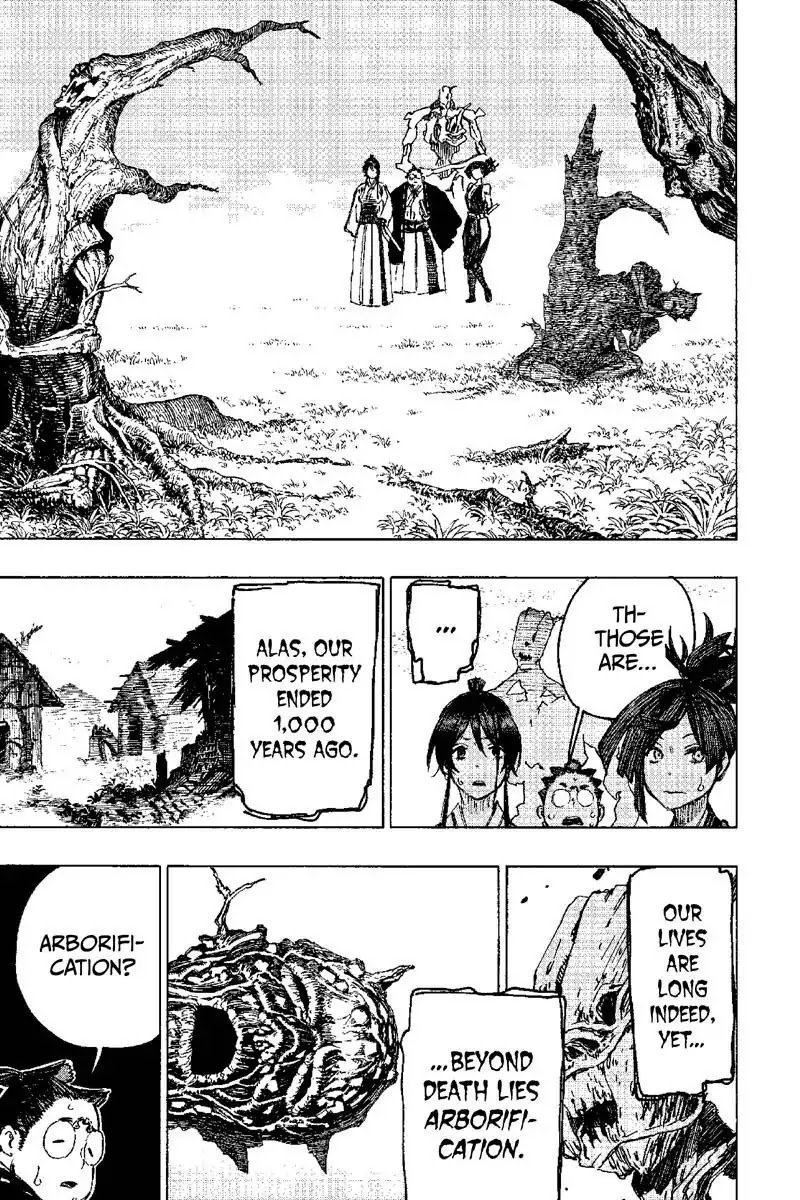 TH-
THOSE
ARE...
...
ALAS, OUR
PROSPERITY
ENDED
1,000
YEARS AGO.
OUR
LIVES
ARE
LONG
INDEED,
YET...
...BEYOND
DEATH LIES
ARBORIFI-
CATION.
ARBORIFI-
CATION?